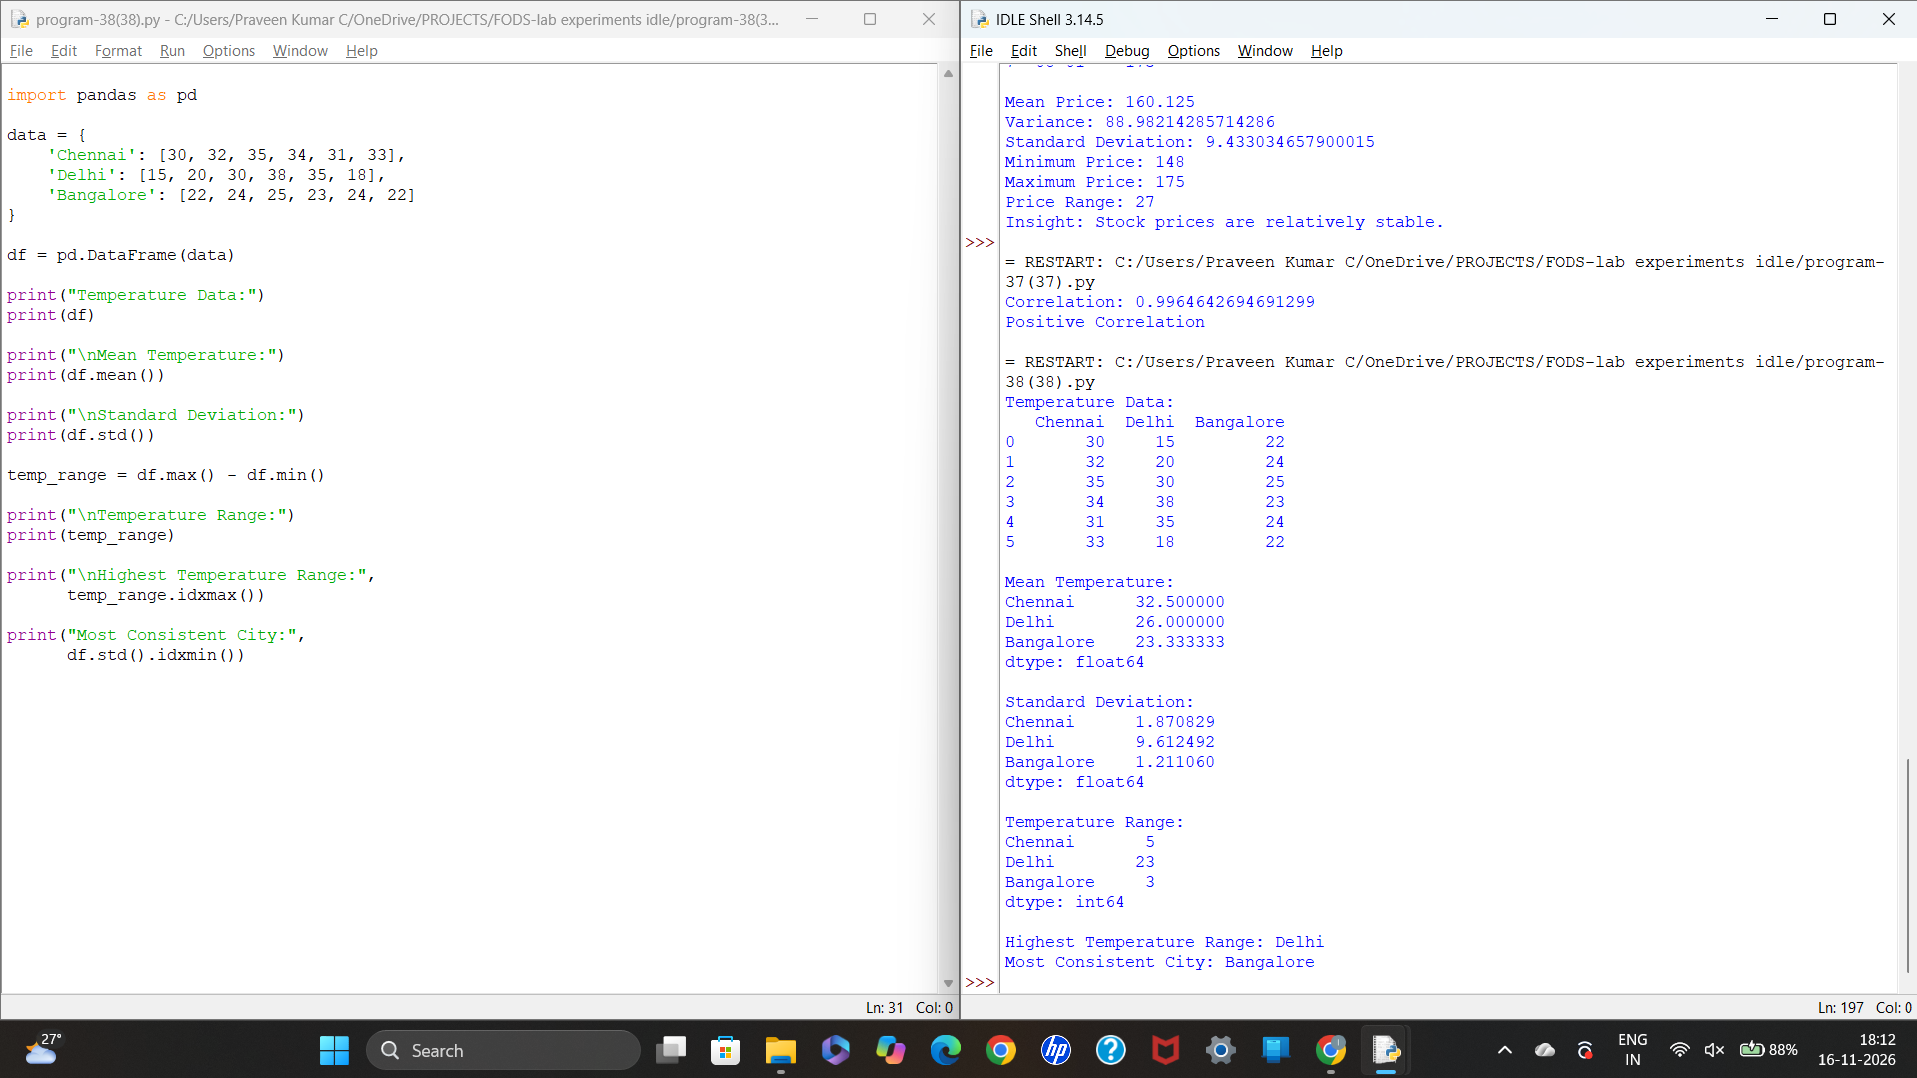 program-38(38).py - C:/Users/Praveen Kumar C/OneDrive/PROJECTS/FODS-lab experiments idle/program-38(3...
File Edit Format Run Options Window Help
import pandas as pd
data = {
    'Chennai': [30, 32, 35, 34, 31, 33],
    'Delhi': [15, 20, 30, 38, 35, 18],
    'Bangalore': [22, 24, 25, 23, 24, 22]
}
df = pd.DataFrame(data)
print("Temperature Data:")
print(df)
print("\nMean Temperature:")
print(df.mean())
print("\nStandard Deviation:")
print(df.std())
temp_range = df.max() - df.min()
print("\nTemperature Range:")
print(temp_range)
print("\nHighest Temperature Range:",
      temp_range.idxmax())
print("Most Consistent City:",
      df.std().idxmin())
Ln: 31 Col: 0
IDLE Shell 3.14.5
File Edit Shell Debug Options Window Help
Mean Price: 160.125
Variance: 88.98214285714286
Standard Deviation: 9.433034657900015
Minimum Price: 148
Maximum Price: 175
Price Range: 27
Insight: Stock prices are relatively stable.
>>>
= RESTART: C:/Users/Praveen Kumar C/OneDrive/PROJECTS/FODS-lab experiments idle/program-
37(37).py
Correlation: 0.9964642694691299
Positive Correlation
= RESTART: C:/Users/Praveen Kumar C/OneDrive/PROJECTS/FODS-lab experiments idle/program-
38(38).py
Temperature Data:
   Chennai  Delhi  Bangalore
0       30     15         22
1       32     20         24
2       35     30         25
3       34     38         23
4       31     35         24
5       33     18         22
Mean Temperature:
Chennai      32.500000
Delhi        26.000000
Bangalore    23.333333
dtype: float64
Standard Deviation:
Chennai      1.870829
Delhi        9.612492
Bangalore    1.211060
dtype: float64
Temperature Range:
Chennai       5
Delhi        23
Bangalore     3
dtype: int64
Highest Temperature Range: Delhi
Most Consistent City: Bangalore
>>>
Ln: 197 Col: 0
27°
Search
hp
ENG
IN
88%
18:12
16-11-2026